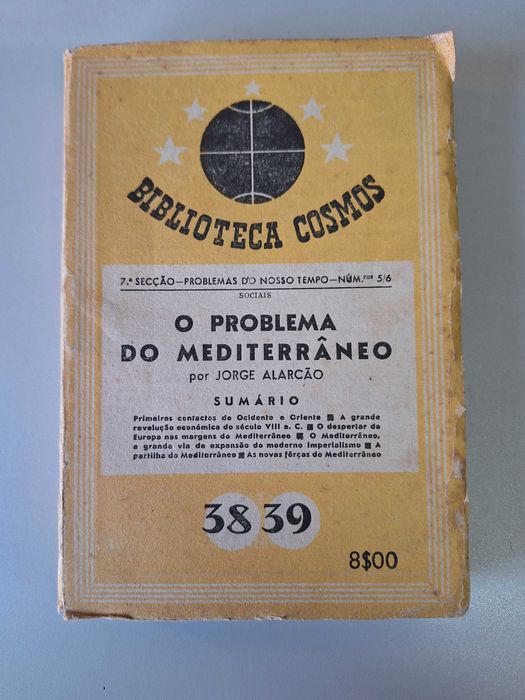 BIBLIOTECA COSMOS
7.ª SECÇÃO—PROBLEMAS DO NOSSO TEMPO—NÚM.ros 5/6
SOCIAIS
O PROBLEMA
DO MEDITERRÂNEO
por JORGE ALARCÃO
SUMÁRIO
Primeiros contactos do Ocidente e Oriente ■ A grande
revolução económica do século VIII a. C. ■ O despertar da
Europa nas margens do Mediterrâneo ■ O Mediterrâneo,
a grande via de expansão do moderno imperialismo ■ A
partilha do Mediterrâneo ■ As novas fôrças do Mediterrâneo
38 39
8$00